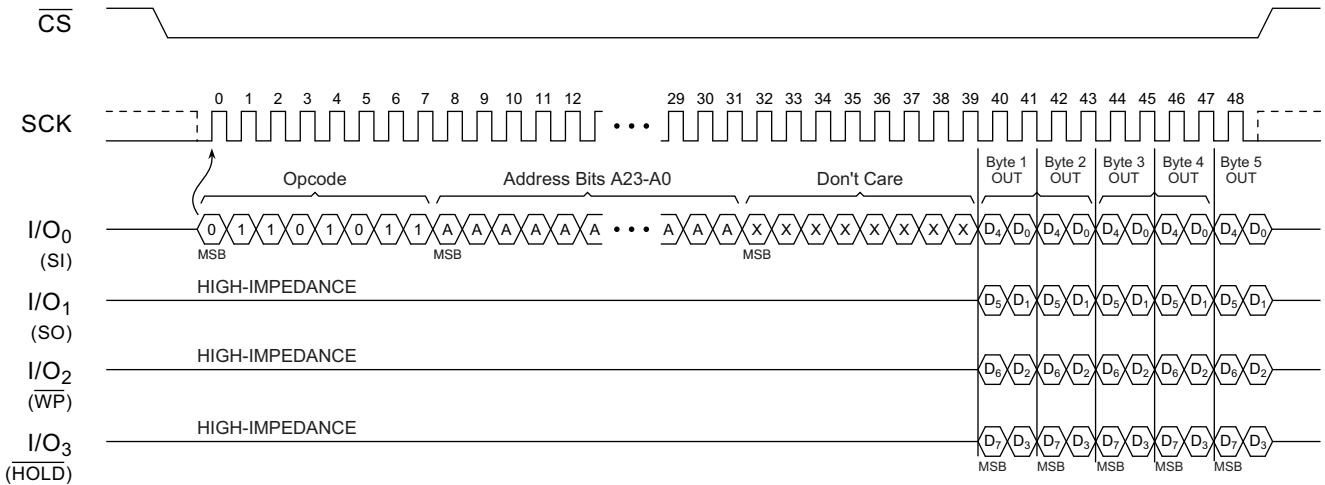 CS
SCK
0 1 2 3 4 5 6 7 8 9 10 11 12 29 30 31 32 33 34 35 36 37 38 39 40 41 42 43 44 45 46 47 48
• • •
Byte 1 OUT
Byte 2 OUT
Byte 3 OUT
Byte 4 OUT
Byte 5 OUT
Opcode
Address Bits A23-A0
Don't Care
I/O0
(SI)
0 1 1 0 1 0 1 1 A A A A A A • • • A A A X X X X X X X X D4 D0 D4 D0 D4 D0 D4 D0 D4 D0
MSB MSB MSB
HIGH-IMPEDANCE
I/O1
(SO)
D5 D1 D5 D1 D5 D1 D5 D1 D5 D1
HIGH-IMPEDANCE
I/O2
(WP)
D6 D2 D6 D2 D6 D2 D6 D2 D6 D2
HIGH-IMPEDANCE
I/O3
(HOLD)
D7 D3 D7 D3 D7 D3 D7 D3 D7 D3
MSB MSB MSB MSB MSB